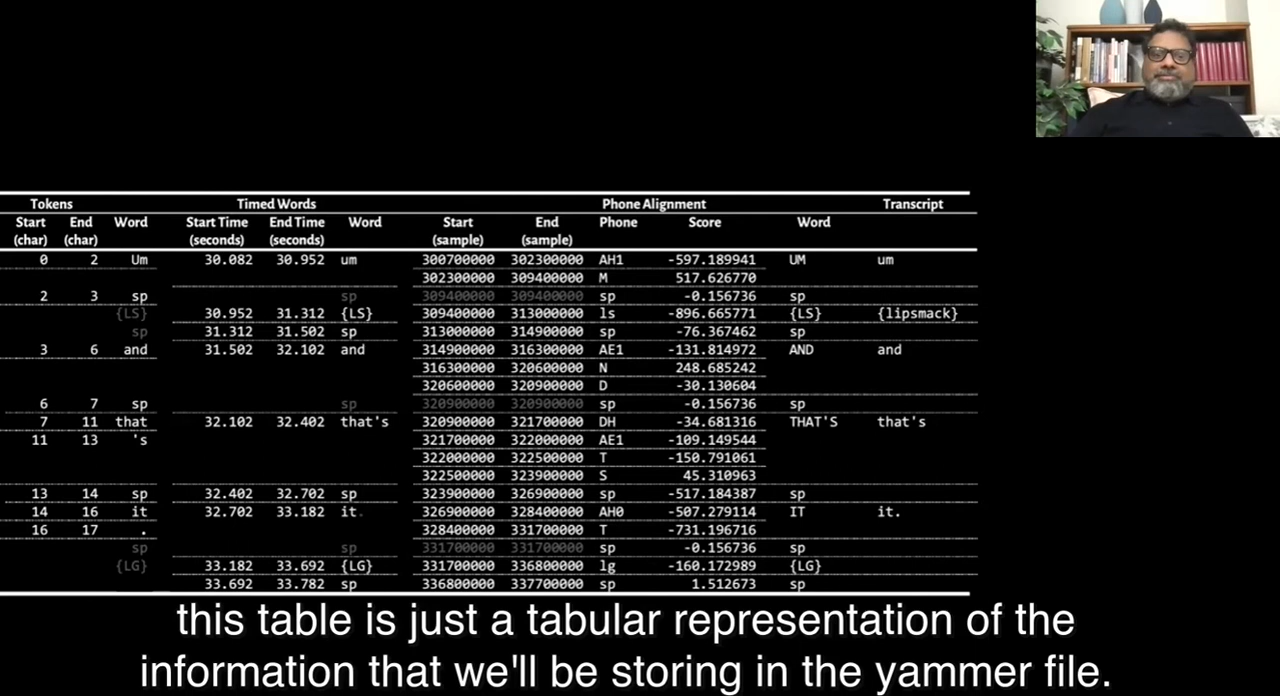 Tokens Timed Words Phone Alignment Transcript
Start End Word Start Time End Time Word Start End Phone Score Word
(char) (char) (seconds) (seconds) (sample) (sample)
0 2 Um 30.082 30.952 um 300700000 302300000 AH1 -597.189941 UM um
302300000 309400000 M 517.626770
2 3 sp sp 309400000 309400000 sp -0.156736 sp
{LS} 30.952 31.312 {LS} 309400000 313000000 ls -896.665771 {LS} {lipsmack}
sp 31.312 31.502 sp 313000000 314900000 sp -76.367462 sp
3 6 and 31.502 32.102 and 314900000 316300000 AE1 -131.814972 AND and
316300000 320600000 N 248.685242
320600000 320900000 D -30.130604
6 7 sp sp 320900000 320900000 sp -0.156736 sp
7 11 that 32.102 32.402 that's 320900000 321700000 DH -34.681316 THAT'S that's
11 13 's 321700000 322000000 AE1 -109.149544
322000000 322500000 T -150.791061
322500000 323900000 S 45.310963
13 14 sp 32.402 32.702 sp 323900000 326900000 sp -517.184387 sp
14 16 it 32.702 33.182 it. 326900000 328400000 AH0 -507.279114 IT it.
16 17 . 328400000 331700000 T -731.196716
sp sp 331700000 331700000 sp -0.156736 sp
{LG} 33.182 33.692 {LG} 331700000 336800000 lg -160.172989 {LG}
33.692 33.782 sp 336800000 337700000 sp 1.512673 sp
this table is just a tabular representation of the
information that we'll be storing in the yammer file.